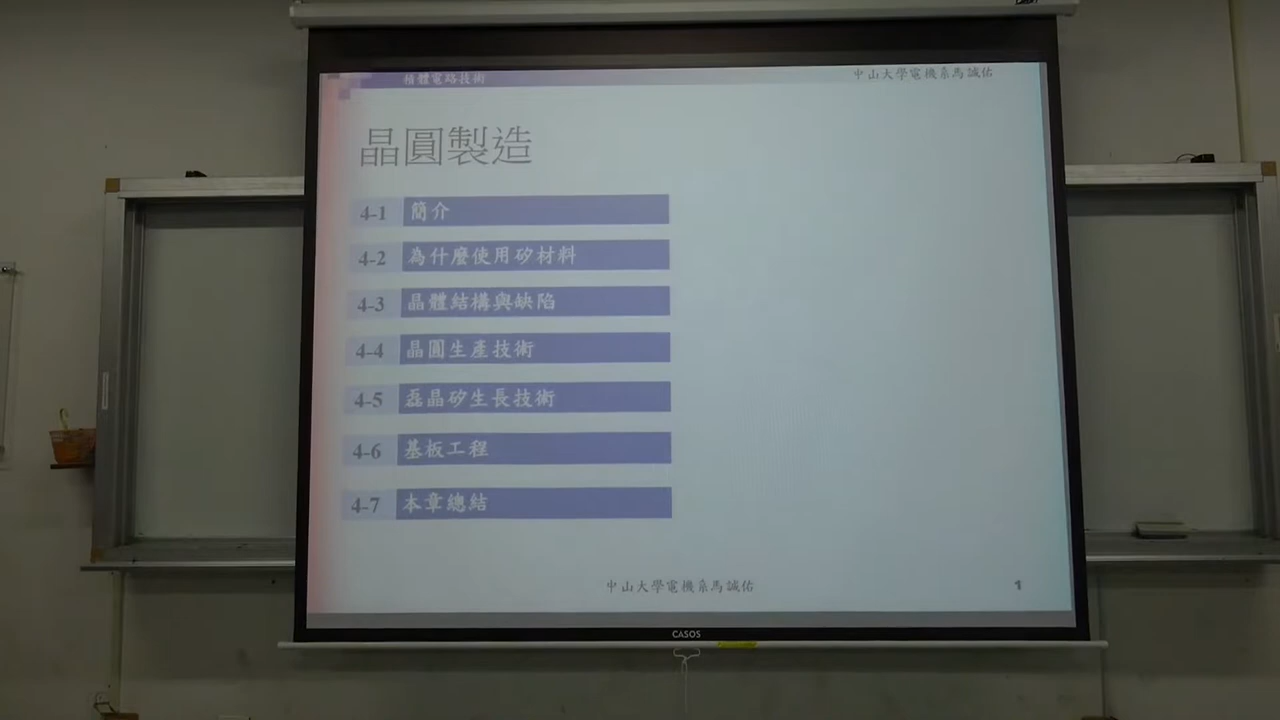 積體電路技術
中山大學電機系馬誠佑
晶圓製造
4-1 簡介
4-2 為什麼使用矽材料
4-3 晶體結構與缺陷
4-4 晶圓生產技術
4-5 磊晶矽生長技術
4-6 基板工程
4-7 本章總結
中山大學電機系馬誠佑
1
CASOS